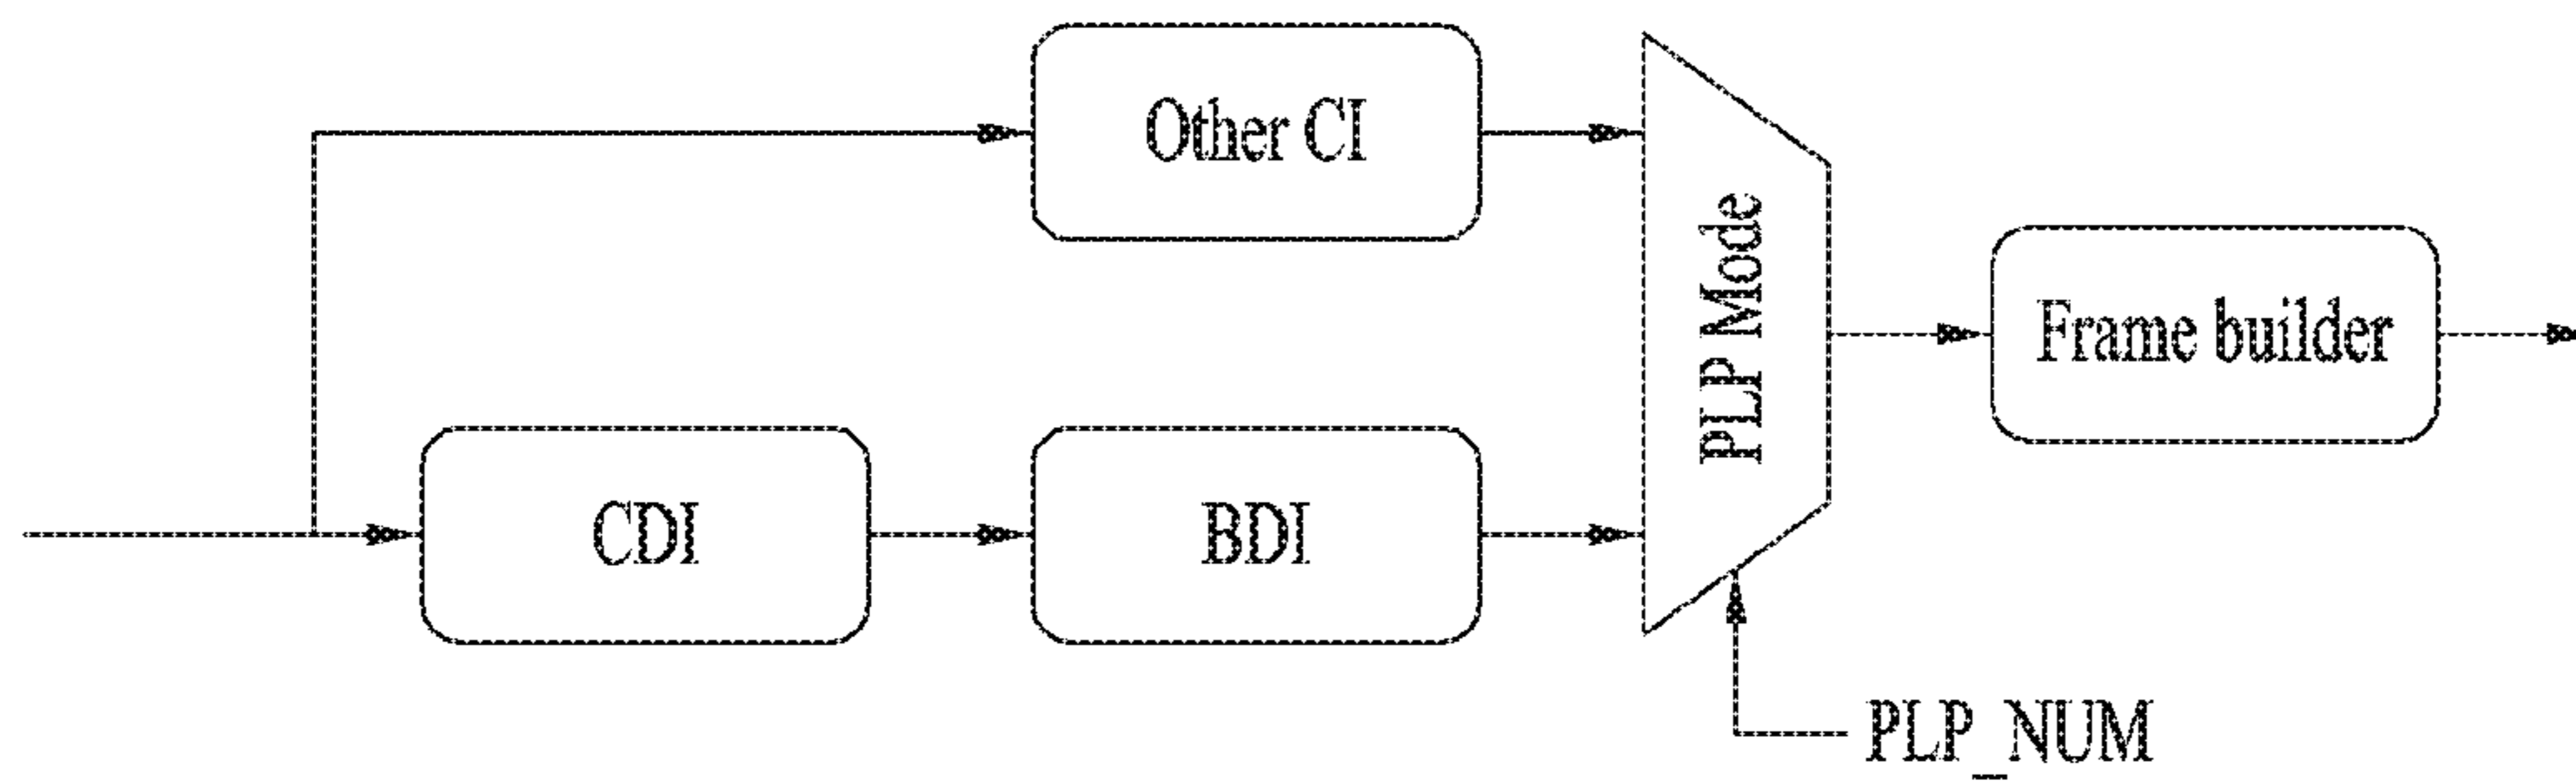 Other CI
PLP Mode
Frame builder
CDI
BDI
PLP_NUM